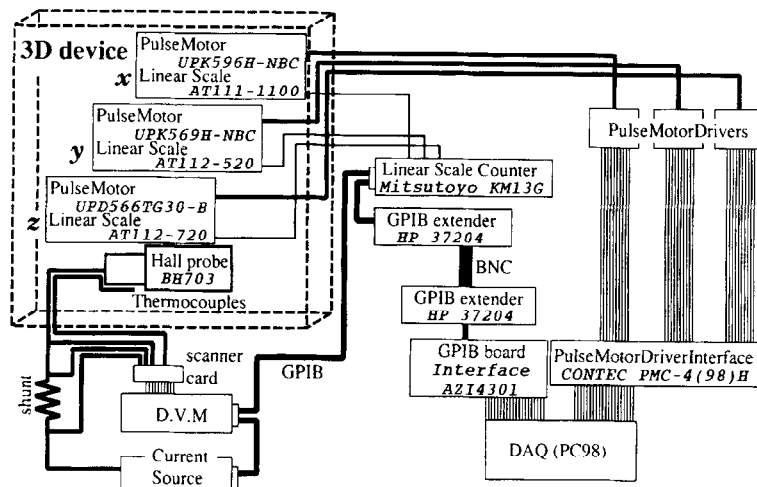 3D device
PulseMotor
UPK596H-NBC
x
Linear Scale
AT111-1100
PulseMotor
UPK569H-NBC
y
Linear Scale
AT112-520
PulseMotor
UPD566TG30-B
z
Linear Scale
AT112-720
Hall probe
BH703
Thermocouples
PulseMotorDrivers
Linear Scale Counter
Mitsutoyo KM13G
GPIB extender
HP 37204
BNC
GPIB extender
HP 37204
scanner
card
GPIB
GPIB board
Interface
AZI4301
PulseMotorDriverInterface
CONTEC PMC-4(98)H
shunt
D.V.M
DAQ (PC98)
Current
Source